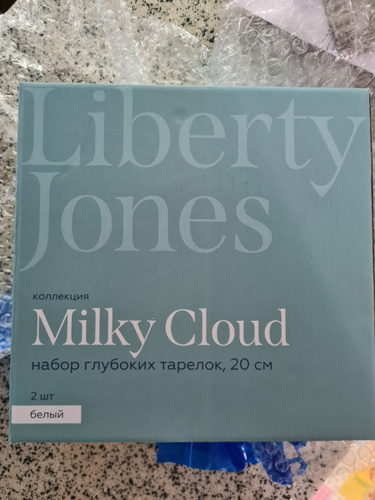 Liberty
Jones
коллекция
Milky Cloud
набор глубоких тарелок, 20 см
2 шт
белый